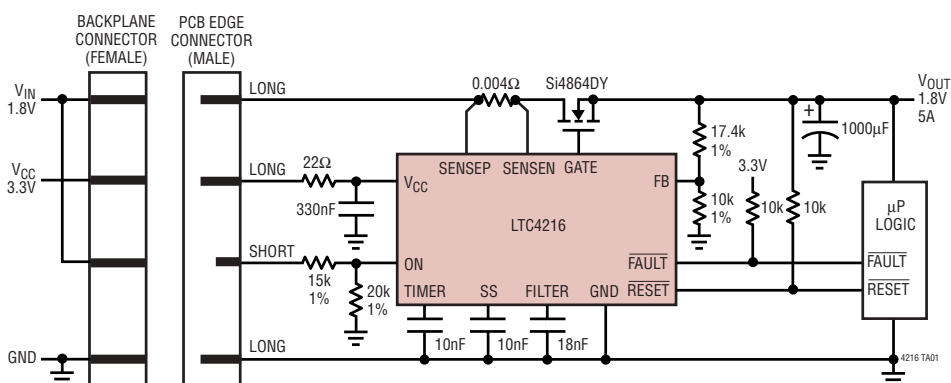 BACKPLANE
CONNECTOR
(FEMALE)
PCB EDGE
CONNECTOR
(MALE)
VIN
1.8V
VCC
3.3V
GND
LONG
LONG
SHORT
LONG
0.004Ω
Si4864DY
VOUT
1.8V
5A
22Ω
330nF
15k
1%
20k
1%
SENSEP
SENSEN
GATE
VCC
FB
LTC4216
ON
FAULT
TIMER
SS
FILTER
GND
RESET
10nF
10nF
18nF
17.4k
1%
10k
1%
3.3V
10k
10k
+
1000µF
µP
LOGIC
FAULT
RESET
4216 TA01